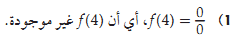 (1 f(4) = 0/0، أي أن f(4) غير موجودة.